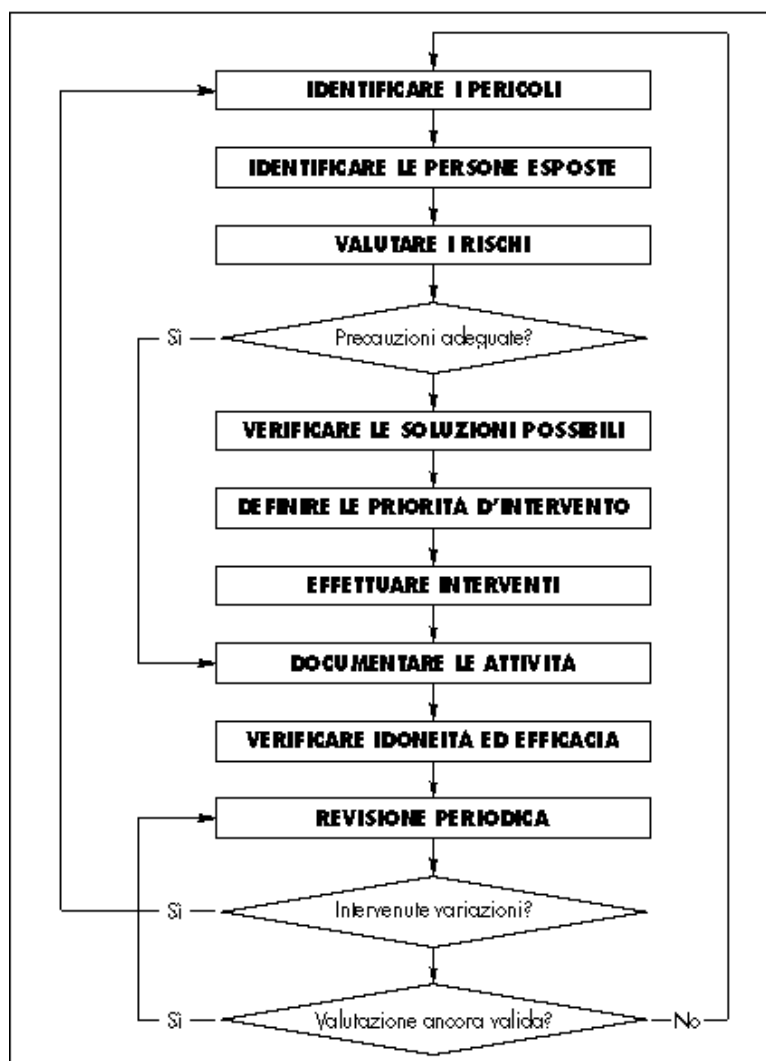 IDENTIFICARE I PERICOLI
IDENTIFICARE LE PERSONE ESPOSTE
VALUTARE I RISCHI
Sì
Precauzioni adeguate?
VERIFICARE LE SOLUZIONI POSSIBILI
DEFINIRE LE PRIORITÀ D'INTERVENTO
EFFETTUARE INTERVENTI
DOCUMENTARE LE ATTIVITÀ
VERIFICARE IDONEITÀ ED EFFICACIA
REVISIONE PERIODICA
Sì
Intervenute variazioni?
Sì
Valutazione ancora valida?
No